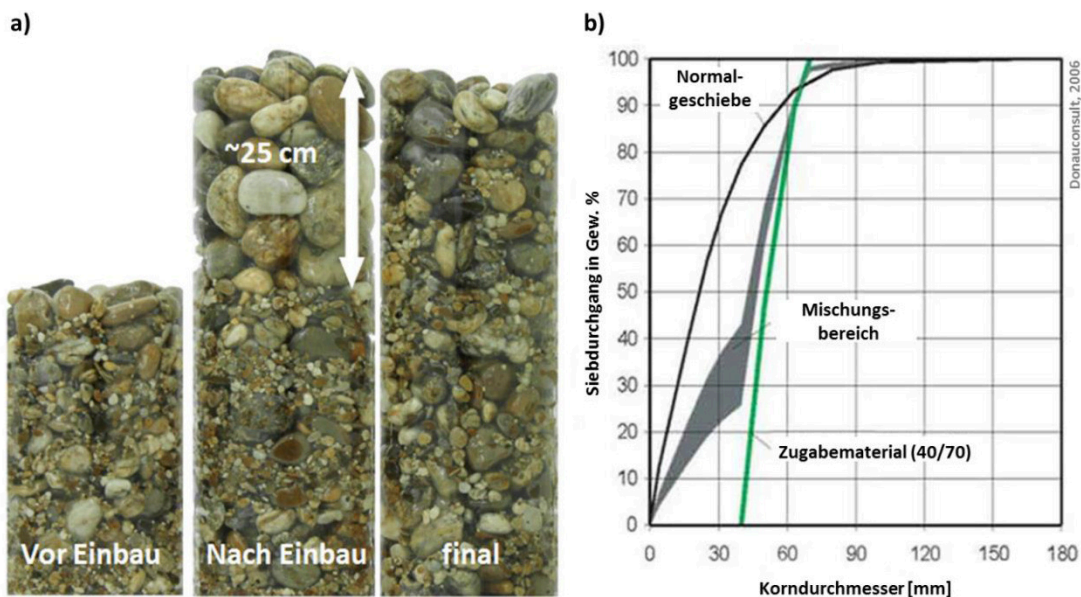 a)
~25 cm
Vor Einbau
Nach Einbau
final
b)
Siebdurchgang in Gew. %
100
90
80
70
60
50
40
30
20
10
0
Normal-
geschiebe
Mischungs-
bereich
Zugabematerial (40/70)
0 30 60 90 120 150 180
Korndurchmesser [mm]
Donauconsult, 2006